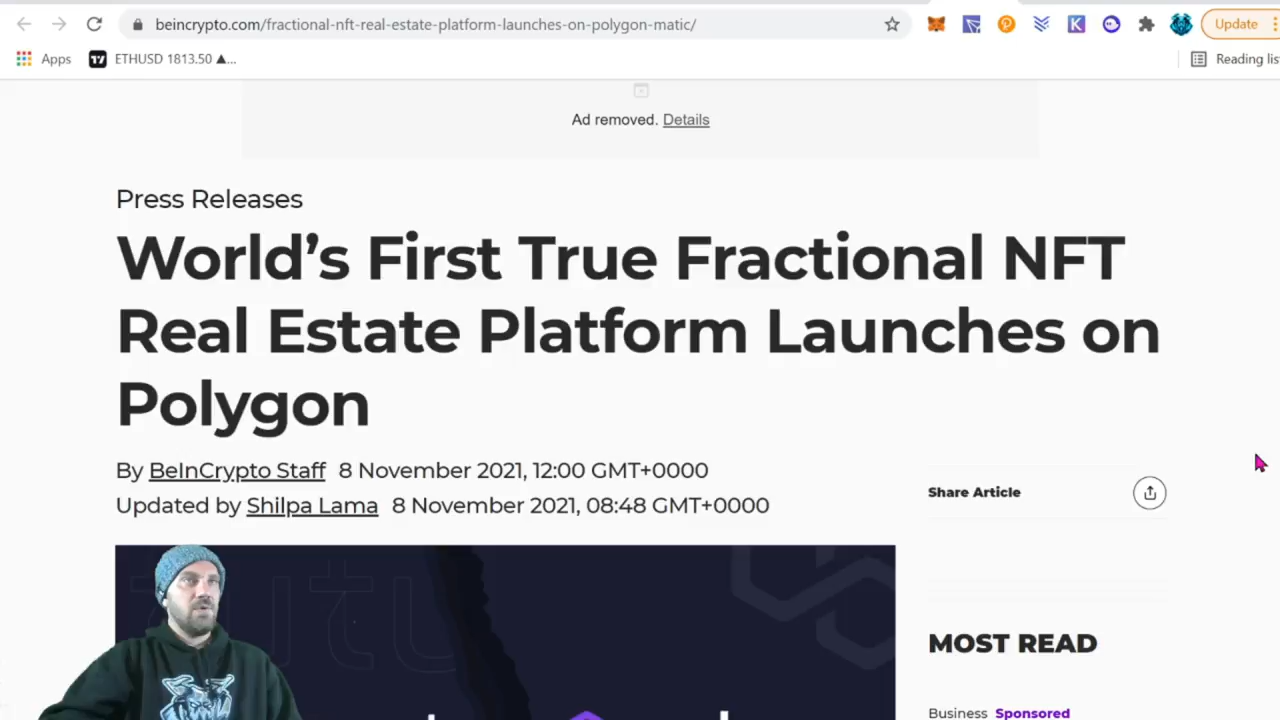 beincrypto.com/fractional-nft-real-estate-platform-launches-on-polygon-matic/
Update
Apps
ETHUSD 1813.50 ▲...
Reading lis
Ad removed. Details
Press Releases
World's First True Fractional NFT
Real Estate Platform Launches on
Polygon
By BeInCrypto Staff 8 November 2021, 12:00 GMT+0000
Updated by Shilpa Lama 8 November 2021, 08:48 GMT+0000
Share Article
MOST READ
Business Sponsored